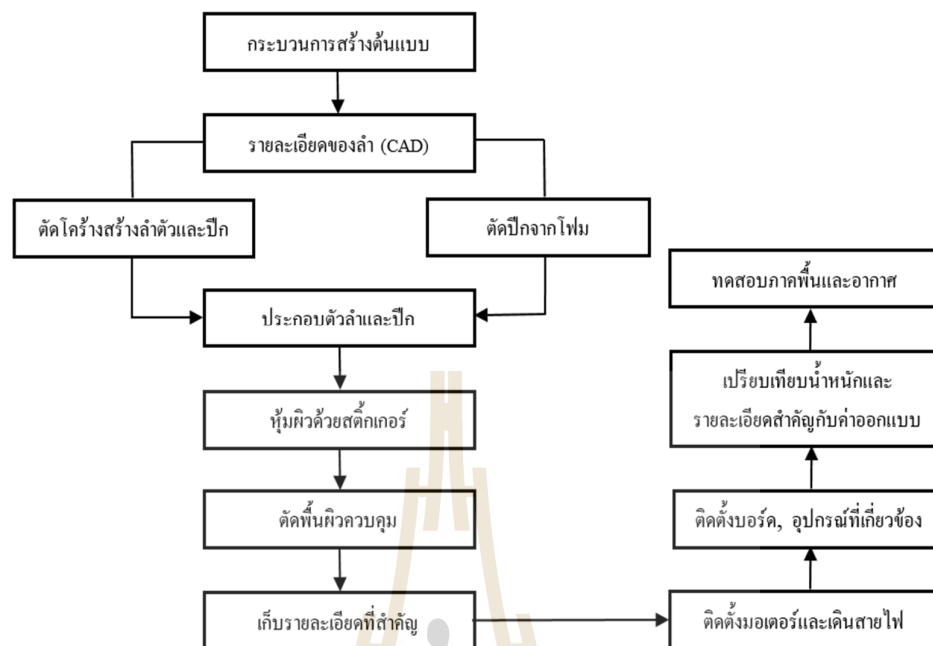 กระบวนการสร้างต้นแบบ
รายละเอียดของลำ (CAD)
ตัดโคร้างสร้างลำตัวและปีก
ตัดปีกจากโฟม
ประกอบตัวลำและปีก
หุ้มผิวด้วยสติ้กเกอร์
ตัดพื้นผิวควบคุม
เก็บรายละเอียดที่สำคัญ
ติดตั้งมอเตอร์และเดินสายไฟ
ติดตั้งบอร์ด, อุปกรณ์ที่เกี่ยวข้อง
เปรียบเทียบน้ำหนักและ
รายละเอียดสำคัญกับค่าออกแบบ
ทดสอบภาคพื้นและอากาศ